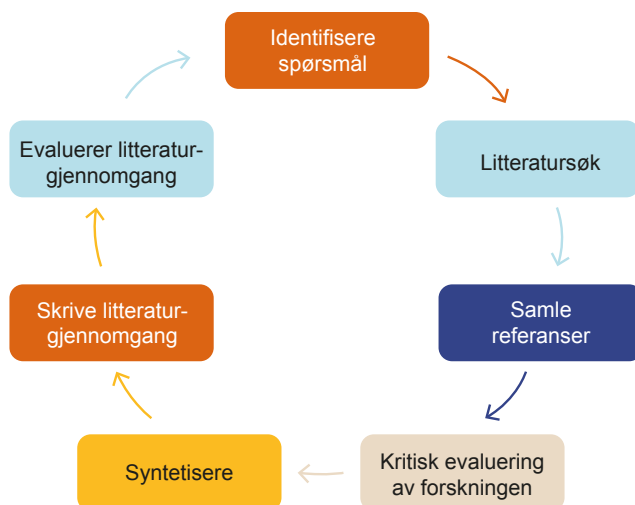 Identifisere
spørsmål
Litteratursøk
Samle
referanser
Kritisk evaluering
av forskningen
Syntetisere
Skrive litteratur-
gjennomgang
Evaluerer litteratur-
gjennomgang